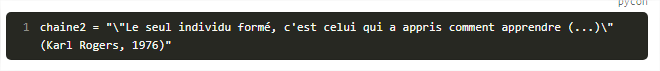 pycon
1 chaine2 = "\"Le seul individu formé, c'est celui qui a appris comment apprendre (...)\"
(Karl Rogers, 1976)"